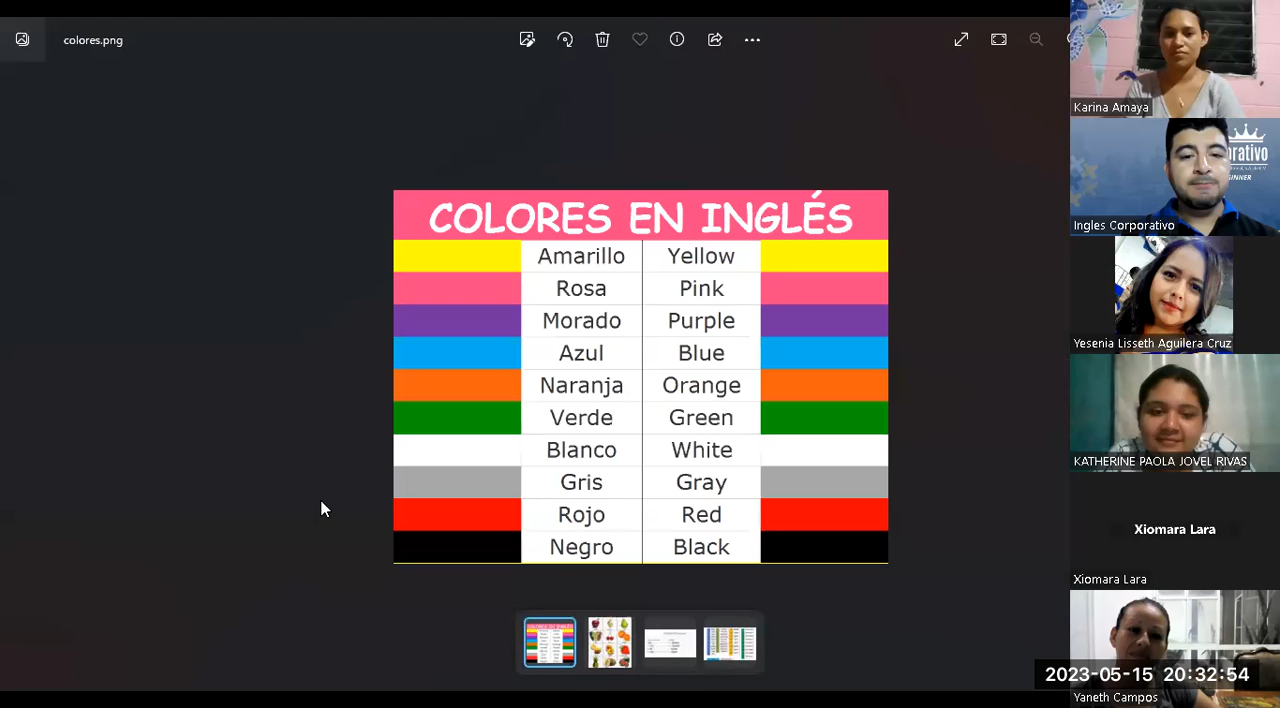 colores.png
COLORES EN INGLÉS
Amarillo Yellow
Rosa Pink
Morado Purple
Azul Blue
Naranja Orange
Verde Green
Blanco White
Gris Gray
Rojo Red
Negro Black
Karina Amaya
Ingles Corporativo
Yesenia Lisseth Aguilera Cruz
KATHERINE PAOLA JOVEL RIVAS
Xiomara Lara
Xiomara Lara
2023-05-15 20:32:54
Yaneth Campos